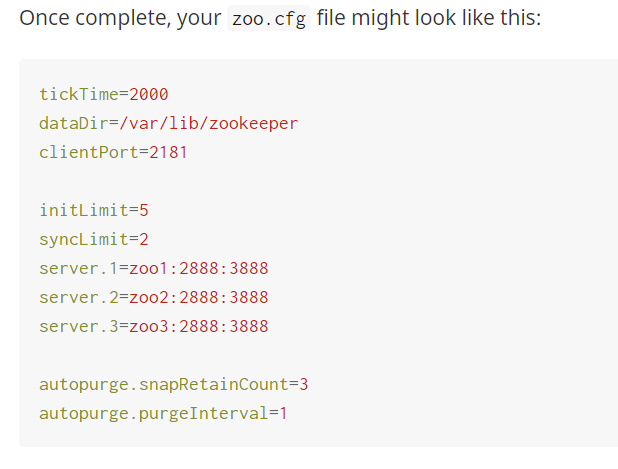 Once complete, your zoo.cfg file might look like this:
tickTime=2000
dataDir=/var/lib/zookeeper
clientPort=2181
initLimit=5
syncLimit=2
server.1=zoo1:2888:3888
server.2=zoo2:2888:3888
server.3=zoo3:2888:3888
autopurge.snapRetainCount=3
autopurge.purgeInterval=1